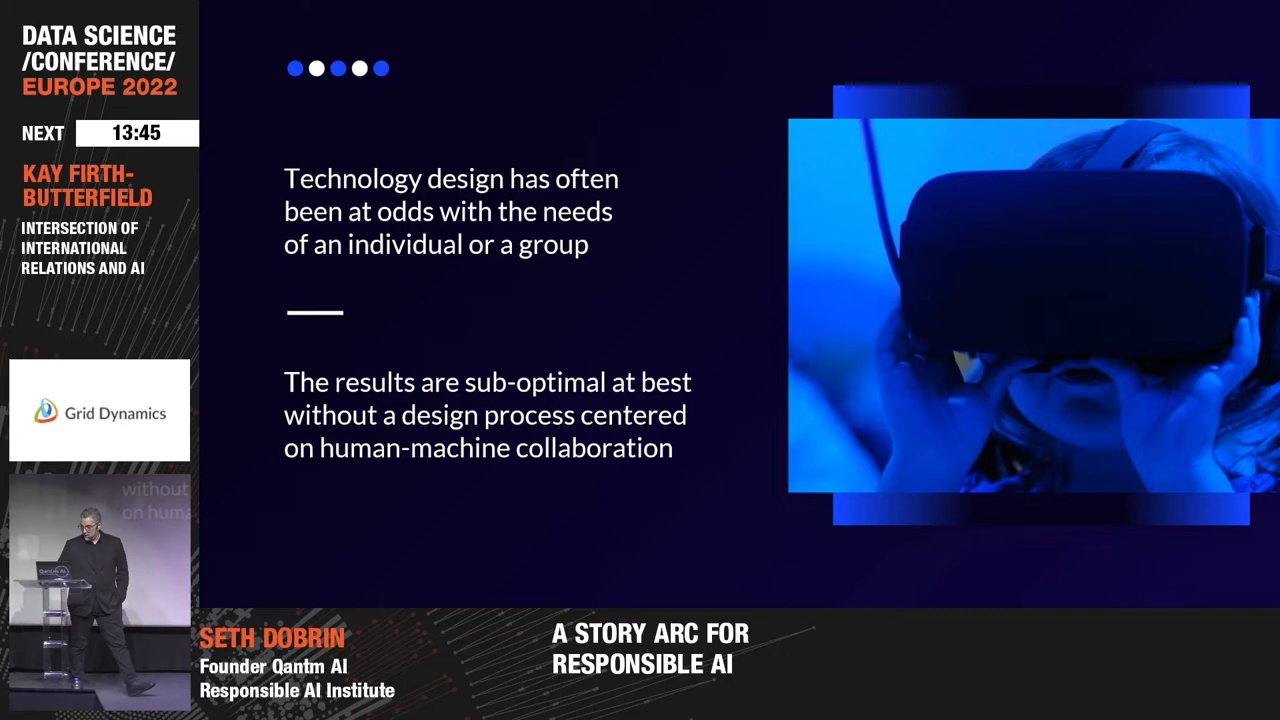 DATA SCIENCE
/CONFERENCE/
EUROPE 2022
NEXT 13:45
KAY FIRTH-
BUTTERFIELD
INTERSECTION OF
INTERNATIONAL
RELATIONS AND AI
Grid Dynamics
Technology design has often
been at odds with the needs
of an individual or a group
The results are sub-optimal at best
without a design process centered
on human-machine collaboration
without
on huma
Qantm AI
SETH DOBRIN
Founder Qantm AI
Responsible AI Institute
A STORY ARC FOR
RESPONSIBLE AI